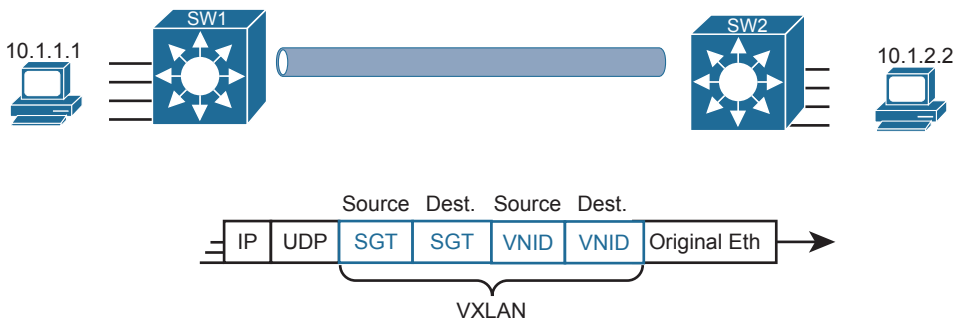 SW1
SW2
10.1.1.1
10.1.2.2
Source Dest. Source Dest.
IP UDP SGT SGT VNID VNID Original Eth
VXLAN